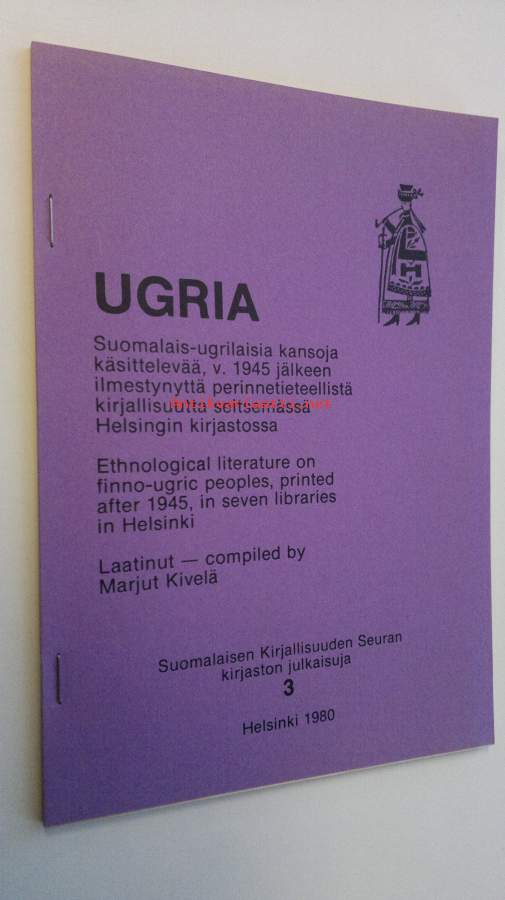 UGRIA
Suomalais-ugrilaisia kansoja
käsittelevää, v. 1945 jälkeen
ilmestynyttä perinnetieteellistä
kirjallisuutta seitsemässä
Helsingin kirjastossa
Ethnological literature on
finno-ugric peoples, printed
after 1945, in seven libraries
in Helsinki
Laatinut — compiled by
Marjut Kivelä
Suomalaisen Kirjallisuuden Seuran
kirjaston julkaisuja
3
Helsinki 1980